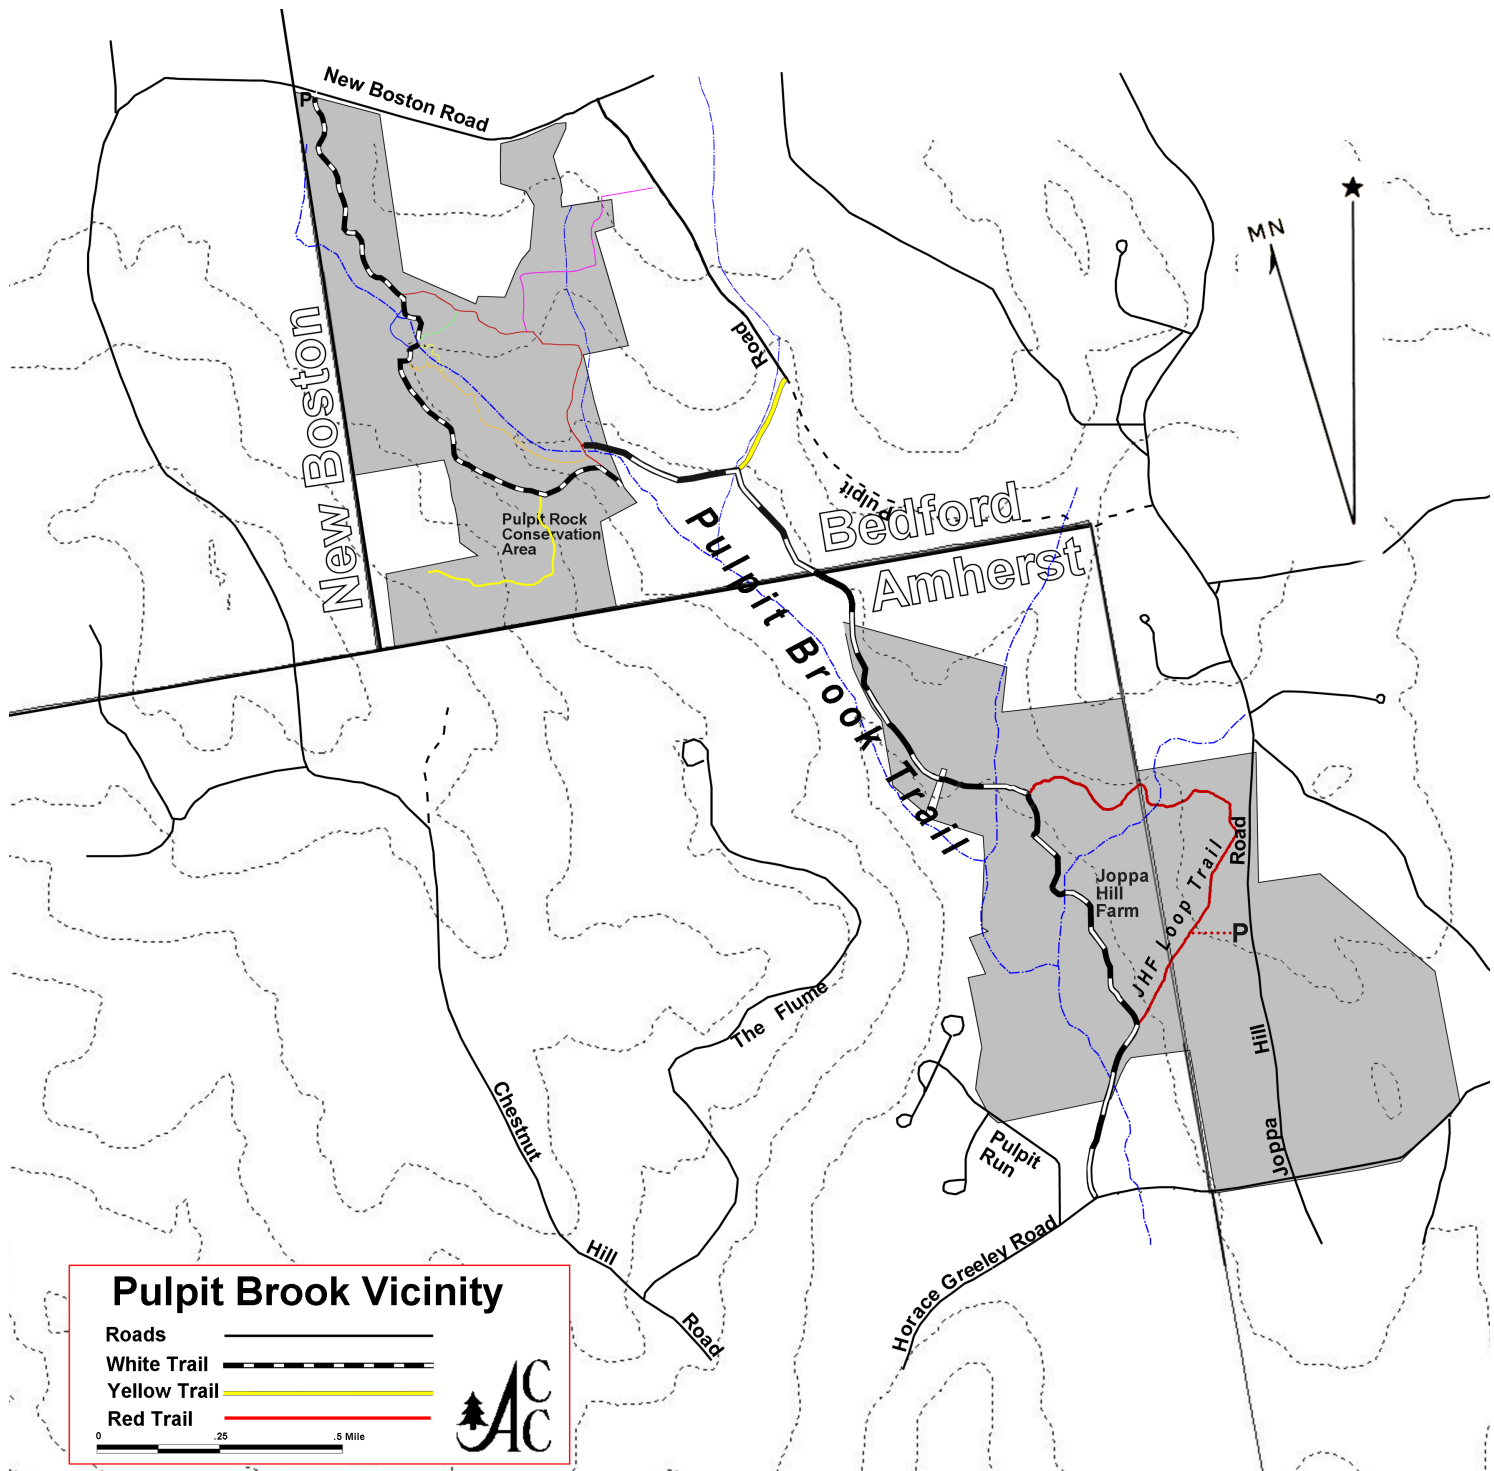 New Boston Road
P
MN
New Boston
Road
Pulpit
Bedford
Amherst
Pulpit Rock
Conservation
Area
Pulpit Brook Trail
Joppa
Hill
Farm
JHF Loop Trail
Road
P
Hill
Joppa
The Flume
Chestnut
Hill
Road
Pulpit
Run
Horace Greeley Road
Pulpit Brook Vicinity
Roads
White Trail
Yellow Trail
Red Trail
0 .25 .5 Mile
ACC